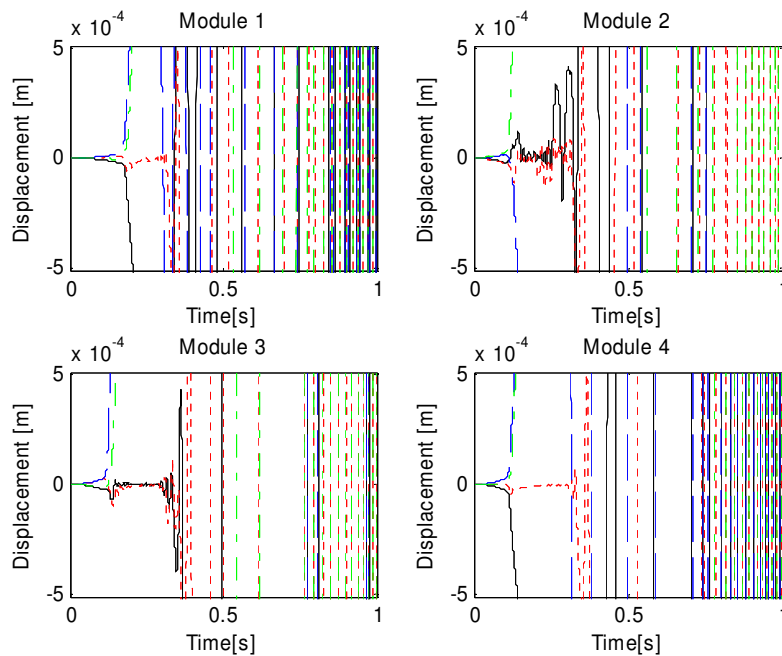 x 10^-4 Module 1
5
Displacement [m]
0
-5
0 0.5 1
Time[s]
x 10^-4 Module 2
5
Displacement [m]
0
-5
0 0.5 1
Time[s]
x 10^-4 Module 3
5
Displacement [m]
0
-5
0 0.5 1
Time[s]
x 10^-4 Module 4
5
Displacement [m]
0
-5
0 0.5 1
Time[s]